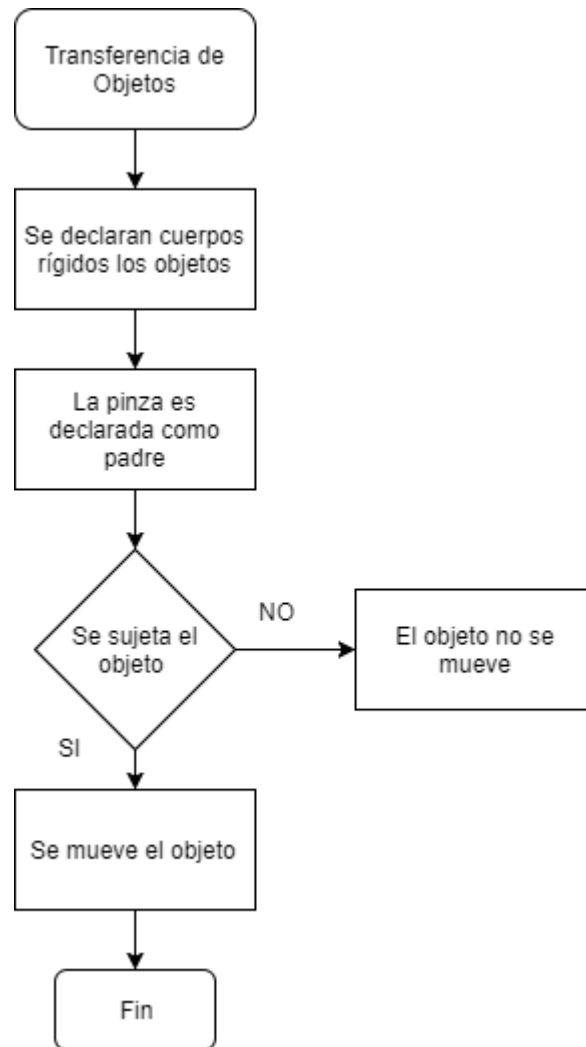 Transferencia de
Objetos
Se declaran cuerpos
rígidos los objetos
La pinza es
declarada como
padre
Se sujeta el
objeto
NO
El objeto no se
mueve
SI
Se mueve el objeto
Fin